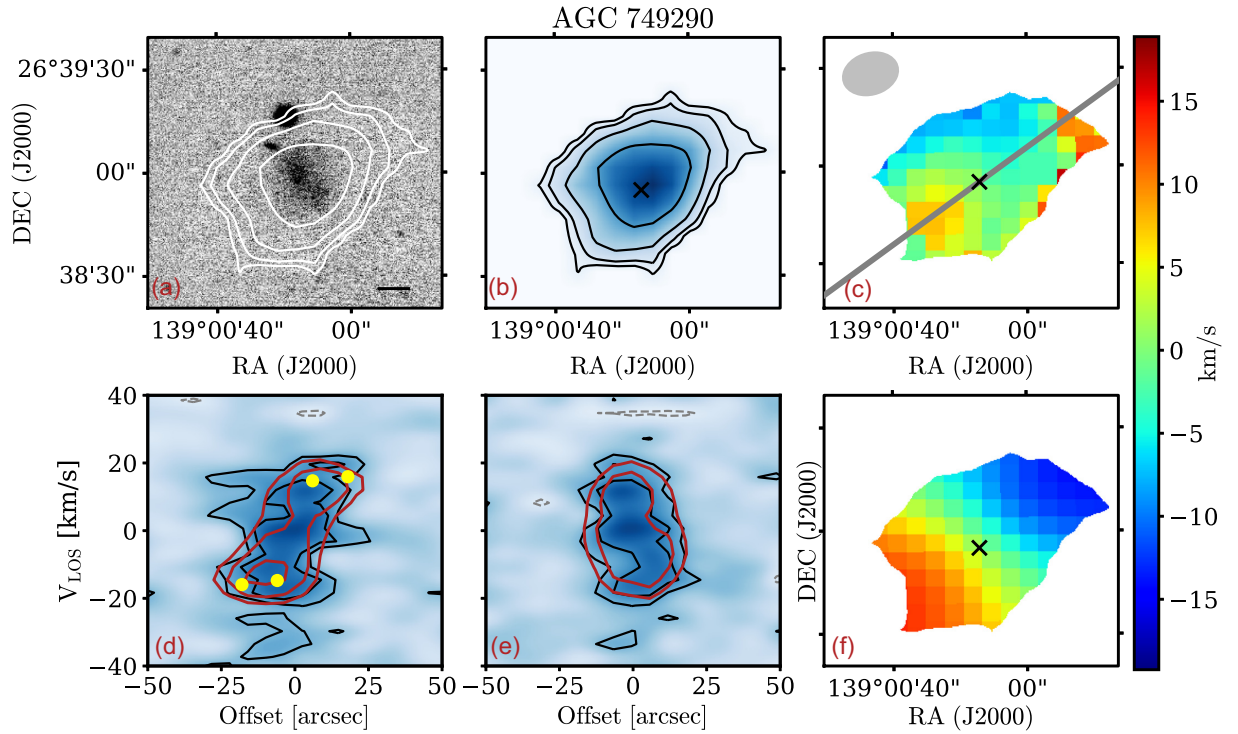 AGC 749290
26°39'30"
00"
38'30"
DEC (J2000)
(a)
139°00'40"
00"
RA (J2000)
(b)
139°00'40"
00"
RA (J2000)
(c)
139°00'40"
00"
RA (J2000)
15
10
5
0
−5
−10
−15
km/s
40
20
0
−20
−40
V_LOS [km/s]
(d)
−50
−25
0
25
50
Offset [arcsec]
(e)
−50
−25
0
25
50
Offset [arcsec]
DEC (J2000)
(f)
139°00'40"
00"
RA (J2000)